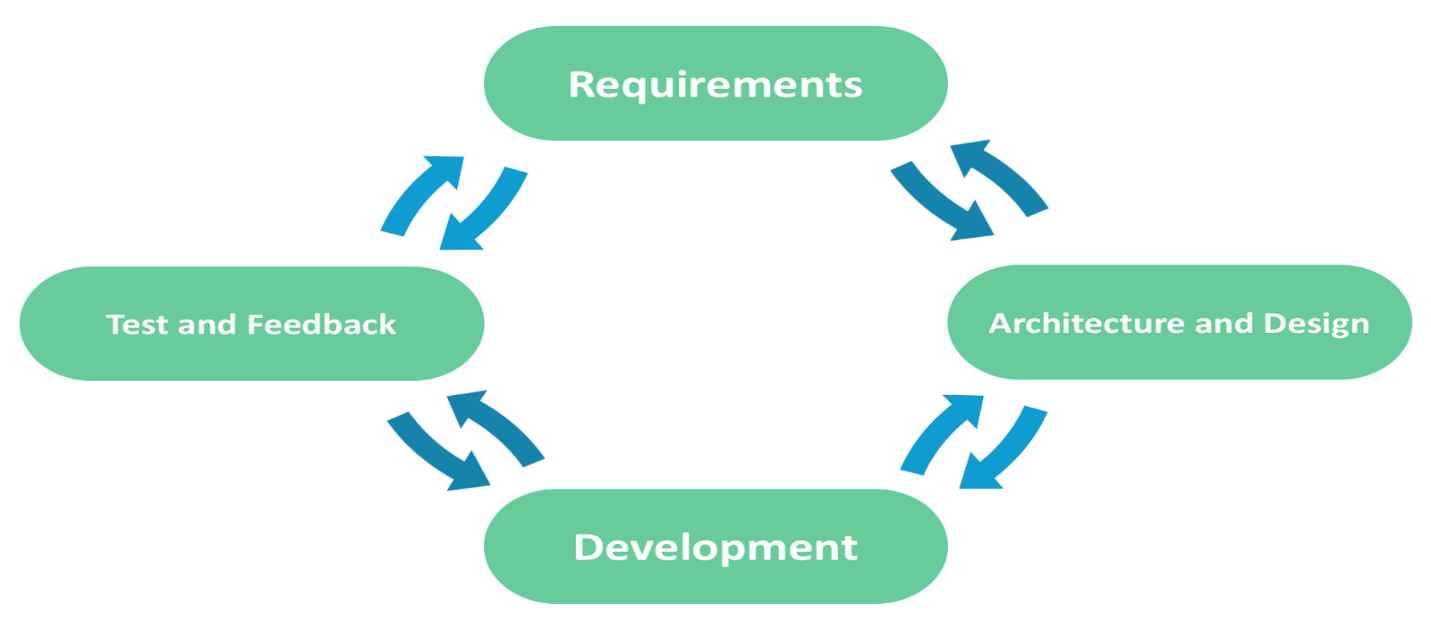 Requirements
Test and Feedback
Architecture and Design
Development